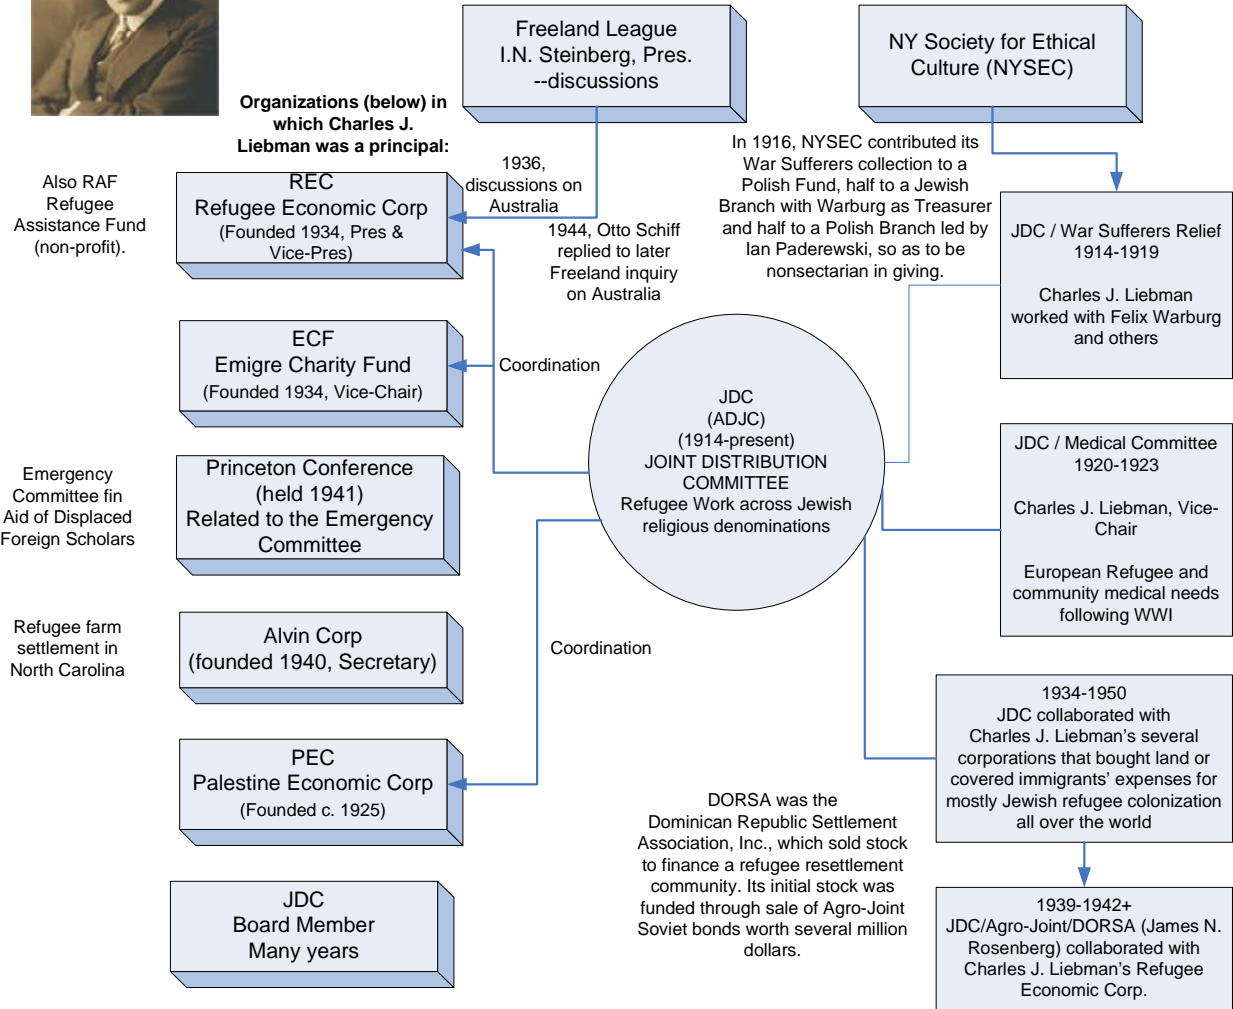 Freeland League
I.N. Steinberg, Pres.
--discussions
NY Society for Ethical
Culture (NYSEC)
Organizations (below) in
which Charles J.
Liebman was a principal:
Also RAF
Refugee
Assistance Fund
(non-profit).
REC
Refugee Economic Corp
(Founded 1934, Pres &
Vice-Pres)
1936,
discussions on
Australia
1944, Otto Schiff
replied to later
Freeland inquiry
on Australia
In 1916, NYSEC contributed its
War Sufferers collection to a
Polish Fund, half to a Jewish
Branch with Warburg as Treasurer
and half to a Polish Branch led by
Ian Paderewski, so as to be
nonsectarian in giving.
JDC / War Sufferers Relief
1914-1919
Charles J. Liebman
worked with Felix Warburg
and others
ECF
Emigre Charity Fund
(Founded 1934, Vice-Chair)
Coordination
JDC
(ADJC)
(1914-present)
JOINT DISTRIBUTION
COMMITTEE
Refugee Work across Jewish
religious denominations
JDC / Medical Committee
1920-1923
Charles J. Liebman, Vice-
Chair
European Refugee and
community medical needs
following WWI
Emergency
Committee fin
Aid of Displaced
Foreign Scholars
Princeton Conference
(held 1941)
Related to the Emergency
Committee
Refugee farm
settlement in
North Carolina
Alvin Corp
(founded 1940, Secretary)
Coordination
PEC
Palestine Economic Corp
(Founded c. 1925)
1934-1950
JDC collaborated with
Charles J. Liebman's several
corporations that bought land or
covered immigrants' expenses for
mostly Jewish refugee colonization
all over the world
DORSA was the
Dominican Republic Settlement
Association, Inc., which sold stock
to finance a refugee resettlement
community. Its initial stock was
funded through sale of Agro-Joint
Soviet bonds worth several million
dollars.
JDC
Board Member
Many years
1939-1942+
JDC/Agro-Joint/DORSA (James N.
Rosenberg) collaborated with
Charles J. Liebman's Refugee
Economic Corp.